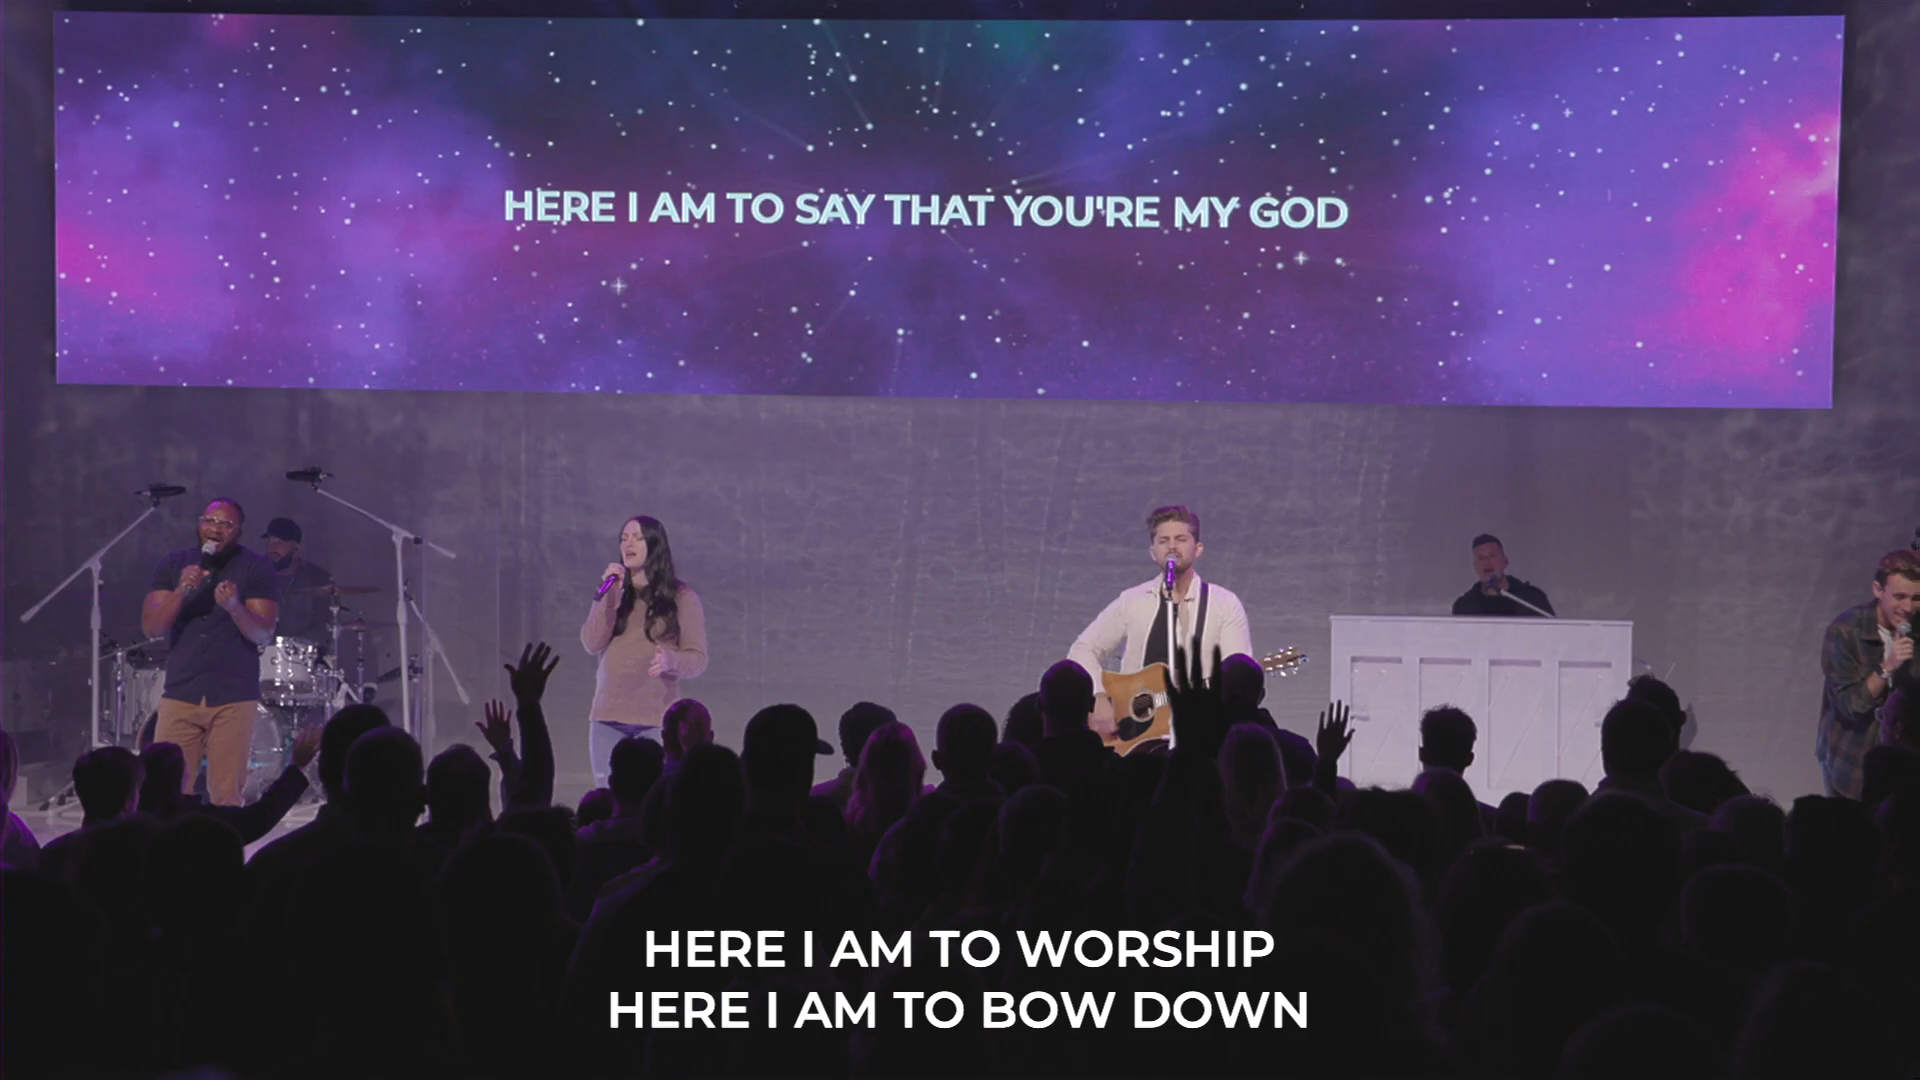 HERE I AM TO SAY THAT YOU'RE MY GOD
HERE I AM TO WORSHIP
HERE I AM TO BOW DOWN